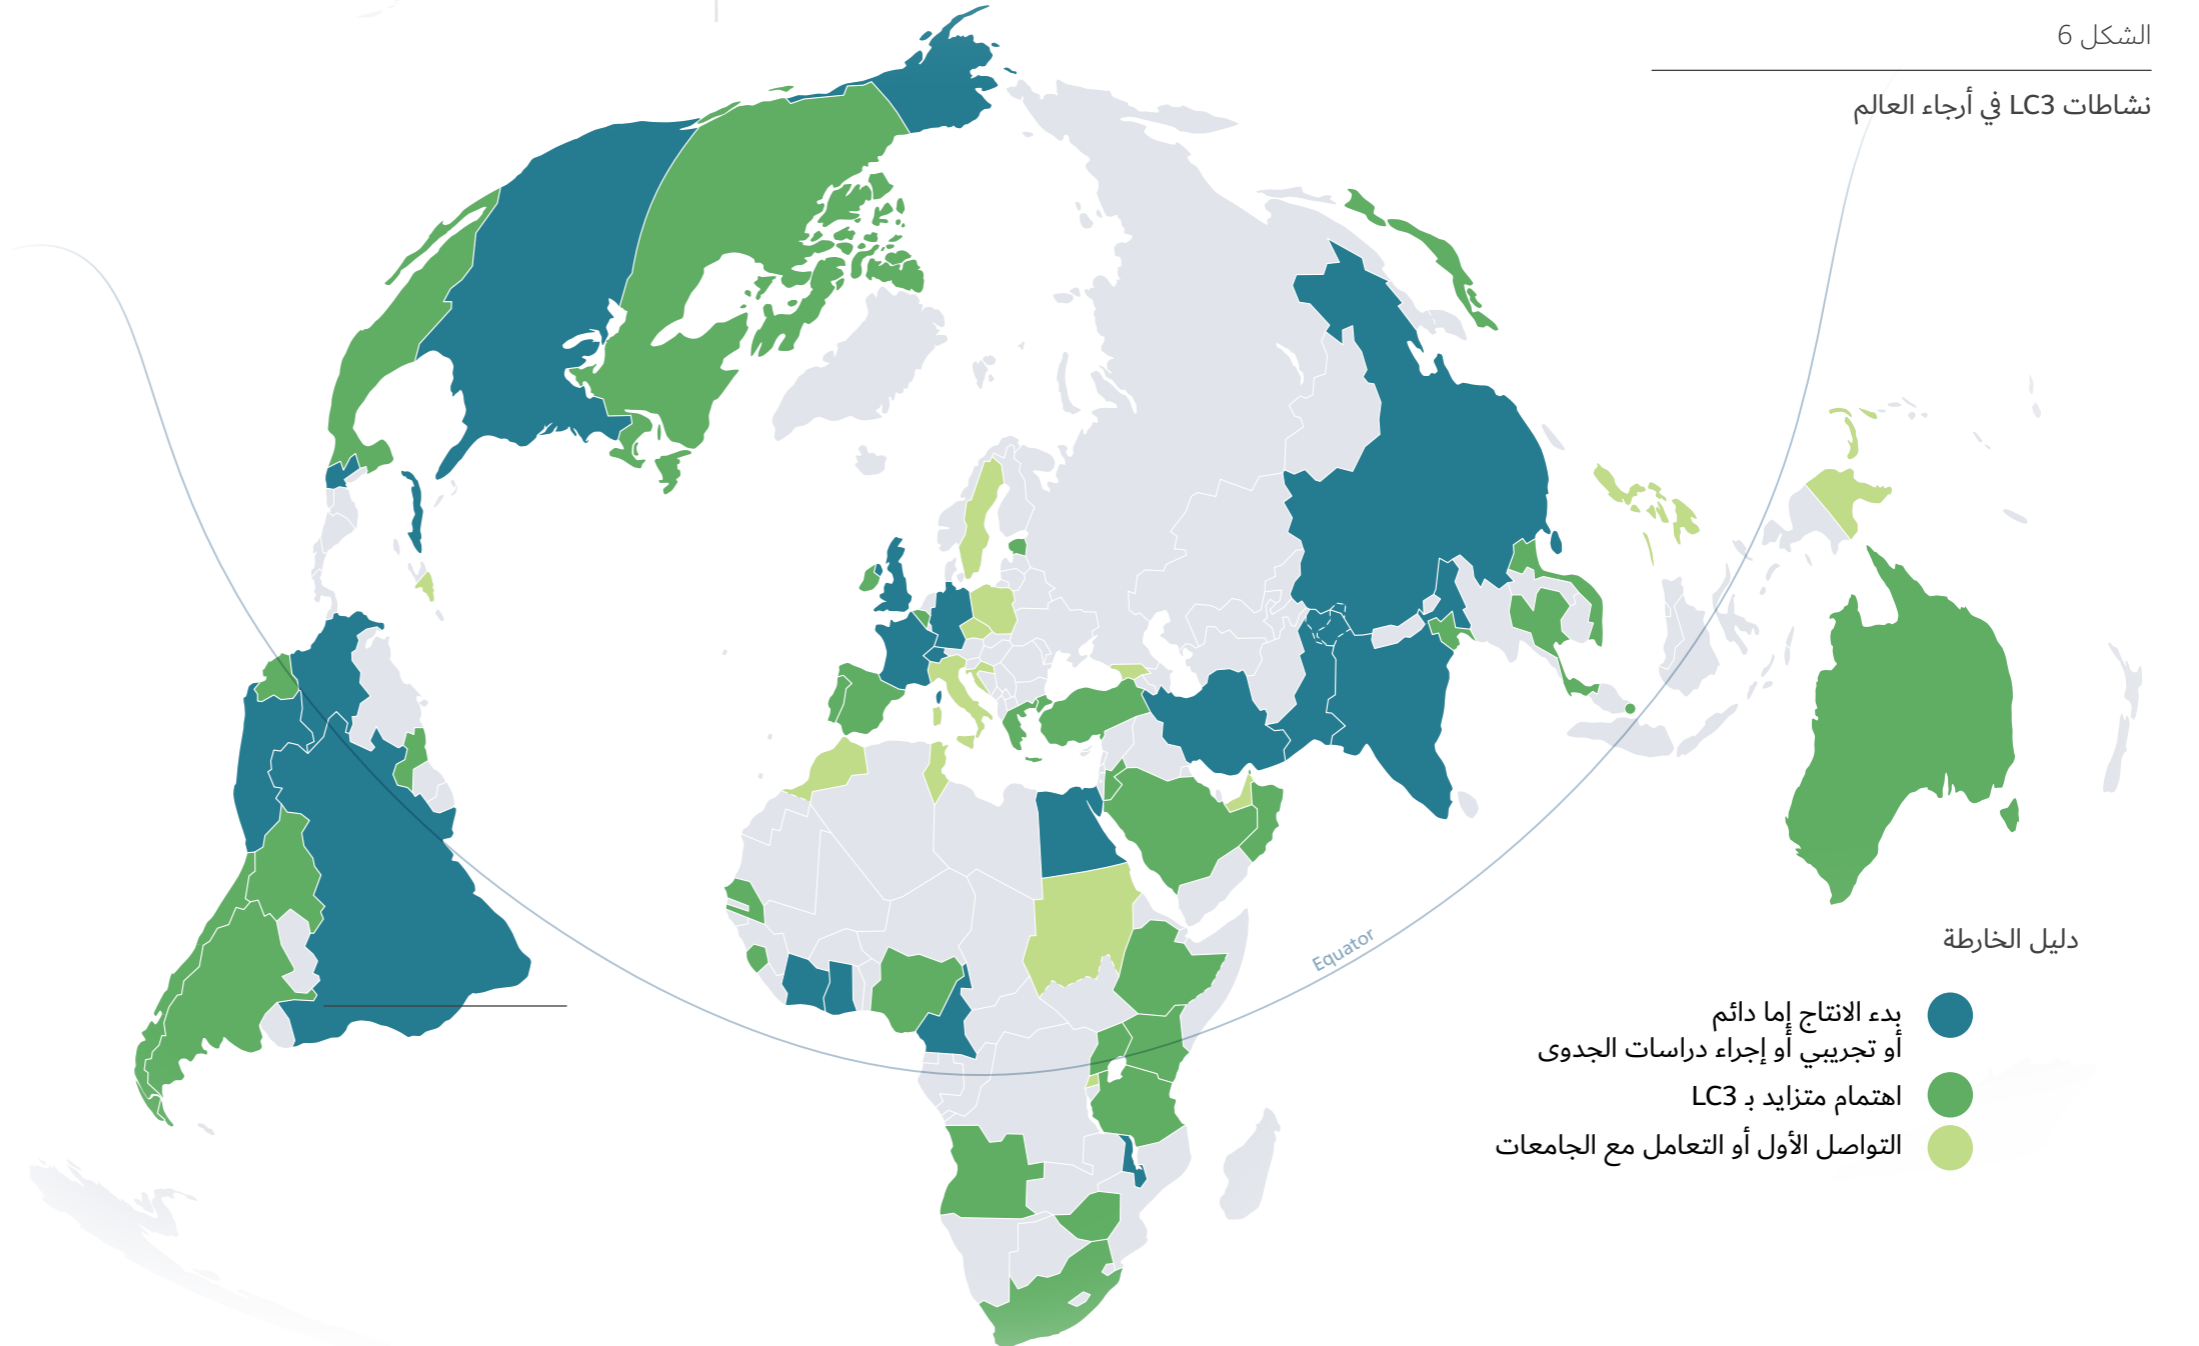 الشكل 6
نشاطات LC3 في أرجاء العالم
Equator
دليل الخارطة
بدء الانتاج إما دائم
أو تجريبي أو إجراء دراسات الجدوى
اهتمام متزايد بـ LC3
التواصل الأول أو التعامل مع الجامعات